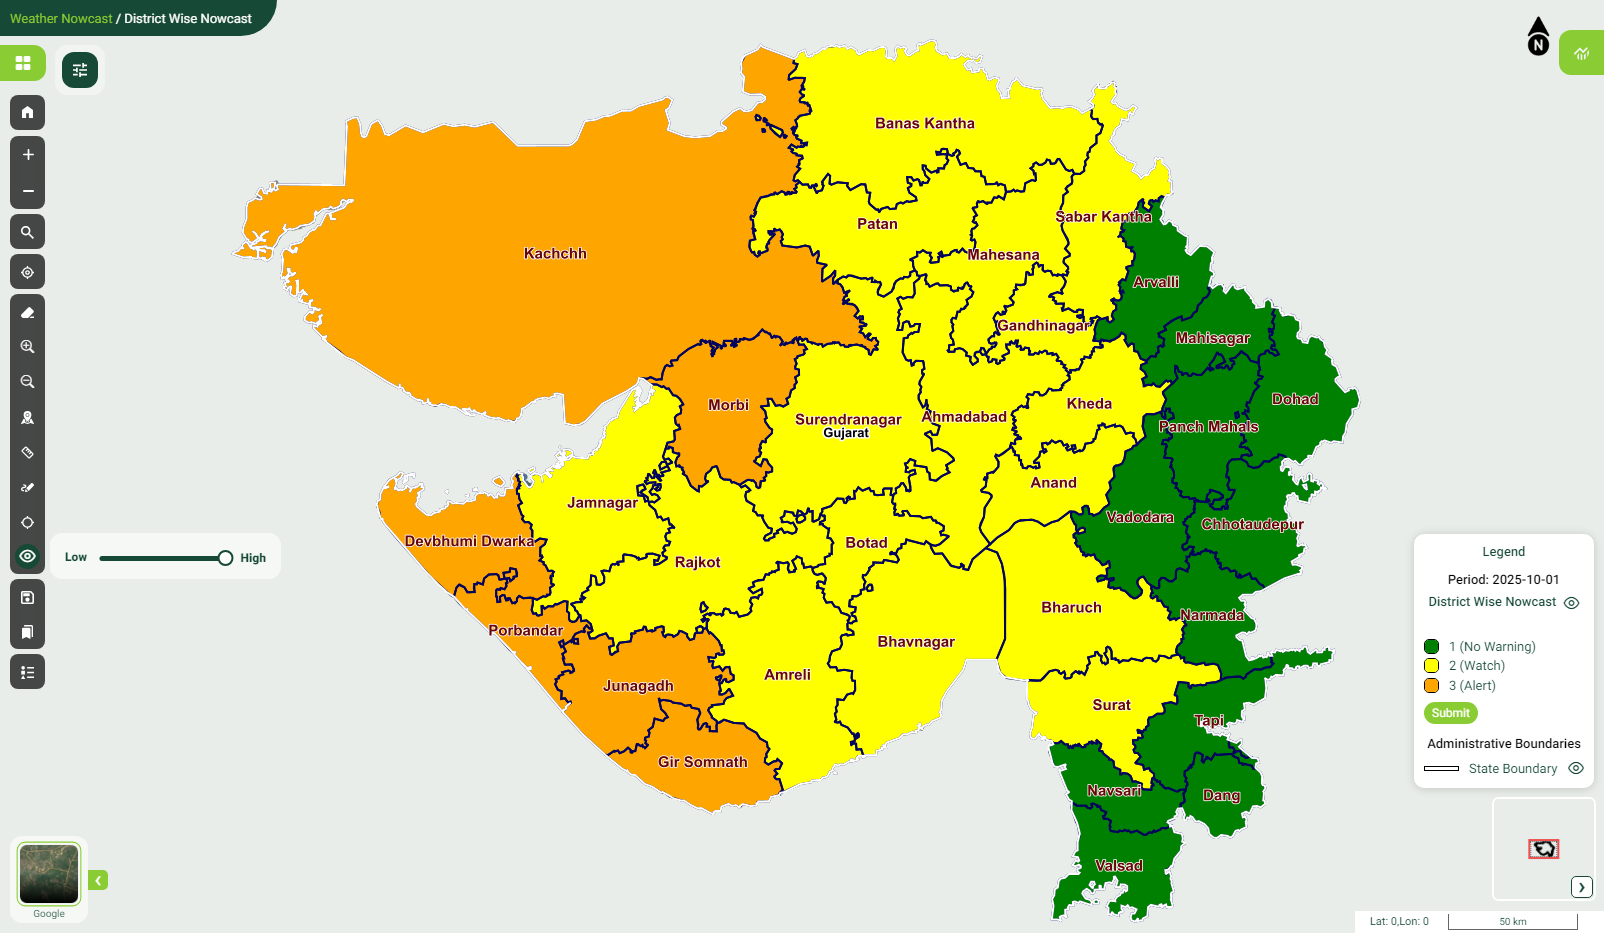 Weather Nowcast / District Wise Nowcast
N
Banas Kantha
Patan
Sabar Kantha
Kachchh
Mahesana
Arvalli
Gandhinagar
Mahisagar
Morbi
Surendranagar
Gujarat
Ahmadabad
Kheda
Dohad
Panch Mahals
Jamnagar
Anand
Vadodara
Chhotaudepur
Devbhumi Dwarka
Botad
Rajkot
Low
High
Porbandar
Bharuch
Narmada
Bhavnagar
Junagadh
Amreli
Surat
Tapi
Gir Somnath
Navsari
Dang
Valsad
Legend
Period: 2025-10-01
District Wise Nowcast
1 (No Warning)
2 (Watch)
3 (Alert)
Submit
Administrative Boundaries
State Boundary
Google
Lat: 0,Lon: 0
50 km